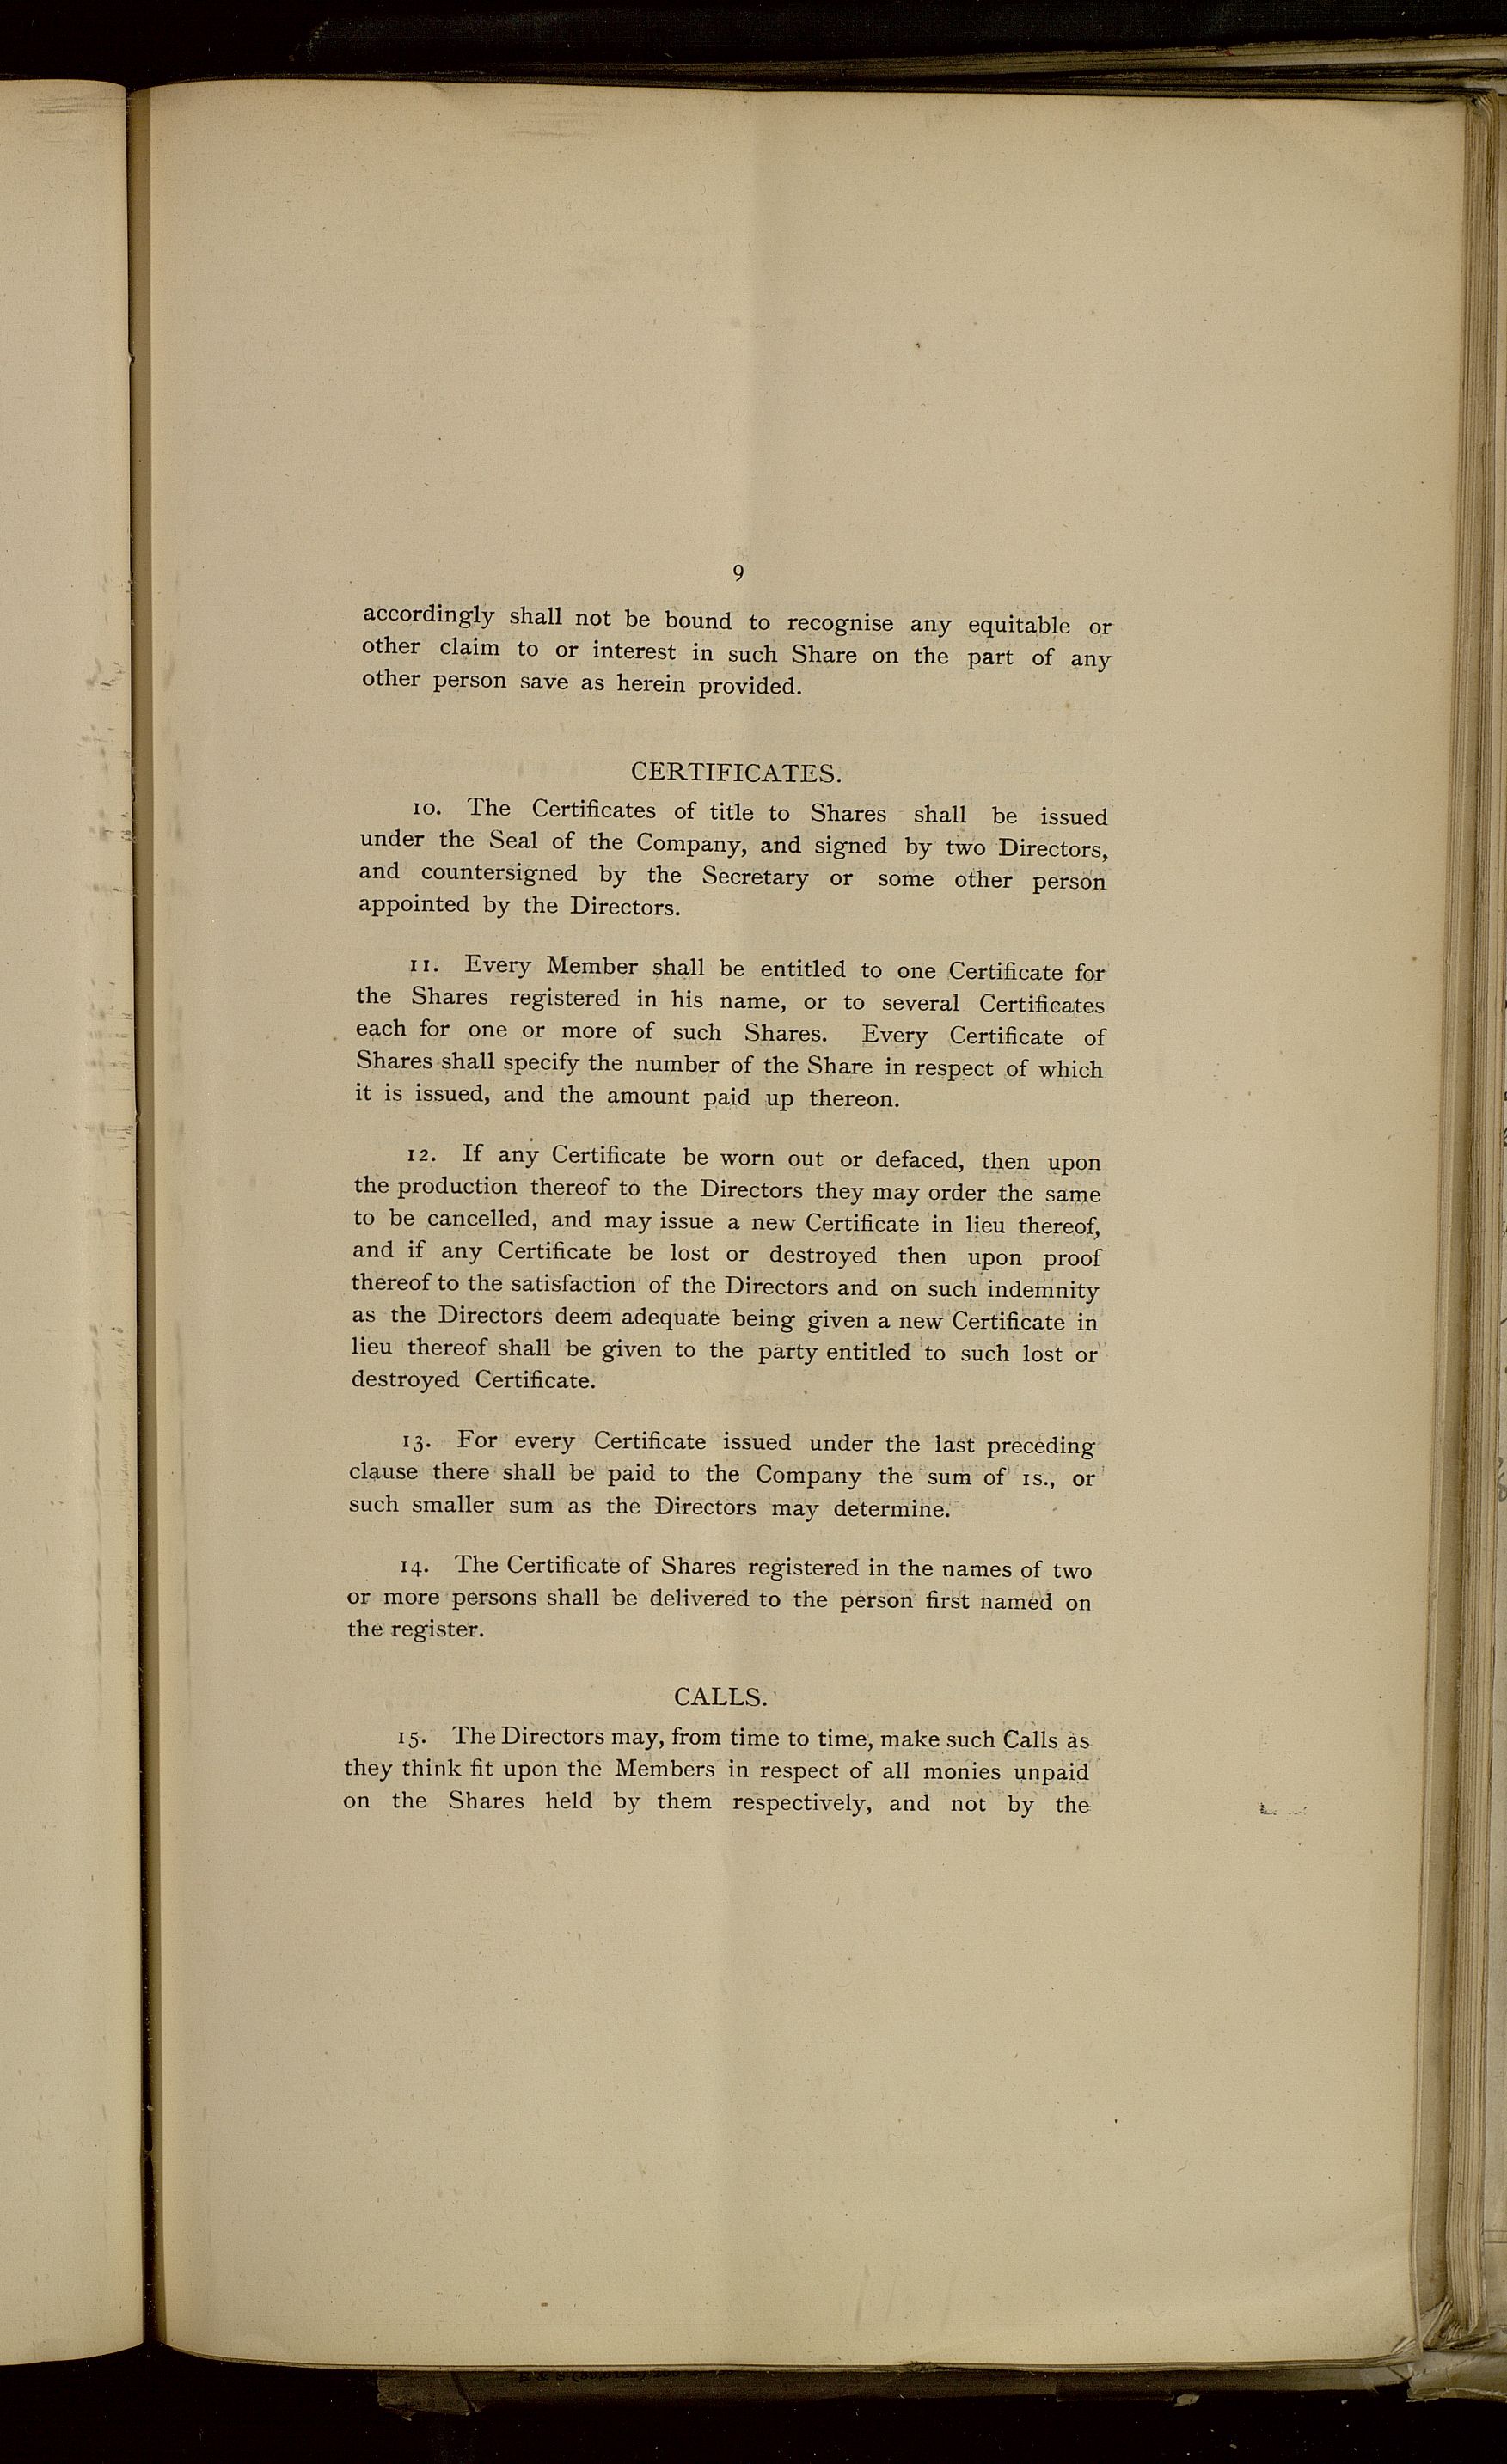 9
accordingly shall not be bound to recognise any equitable or
other claim to or interest in such Share on the part of any
other person save as herein provided.
CERTIFICATES.
10. The Certificates of title to Shares shall be issued
under the Seal of the Company, and signed by two Directors,
and countersigned by the Secretary or some other person
appointed by the Directors.
11. Every Member shall be entitled to one Certificate for
the Shares registered in his name, or to several Certificates
each for one or more of such Shares. Every Certificate of
Shares shall specify the number of the Share in respect of which
it is issued, and the amount paid up thereon.
12. If any Certificate be worn out or defaced, then upon
the production thereof to the Directors they may order the same
to be cancelled, and may issue a new Certificate in lieu thereof,
and if any Certificate be lost or destroyed then upon proof
thereof to the satisfaction of the Directors and on such indemnity
as the Directors deem adequate being given a new Certificate in
lieu thereof shall be given to the party entitled to such lost or
destroyed Certificate.
13. For every Certificate issued under the last preceding
clause there shall be paid to the Company the sum of 1s., or
such smaller sum as the Directors may determine.
14. The Certificate of Shares registered in the names of two
or more persons shall be delivered to the person first named on
the register.
CALLS.
15. The Directors may, from time to time, make such Calls as
they think fit upon the Members in respect of all monies unpaid
on the Shares held by them respectively, and not by the